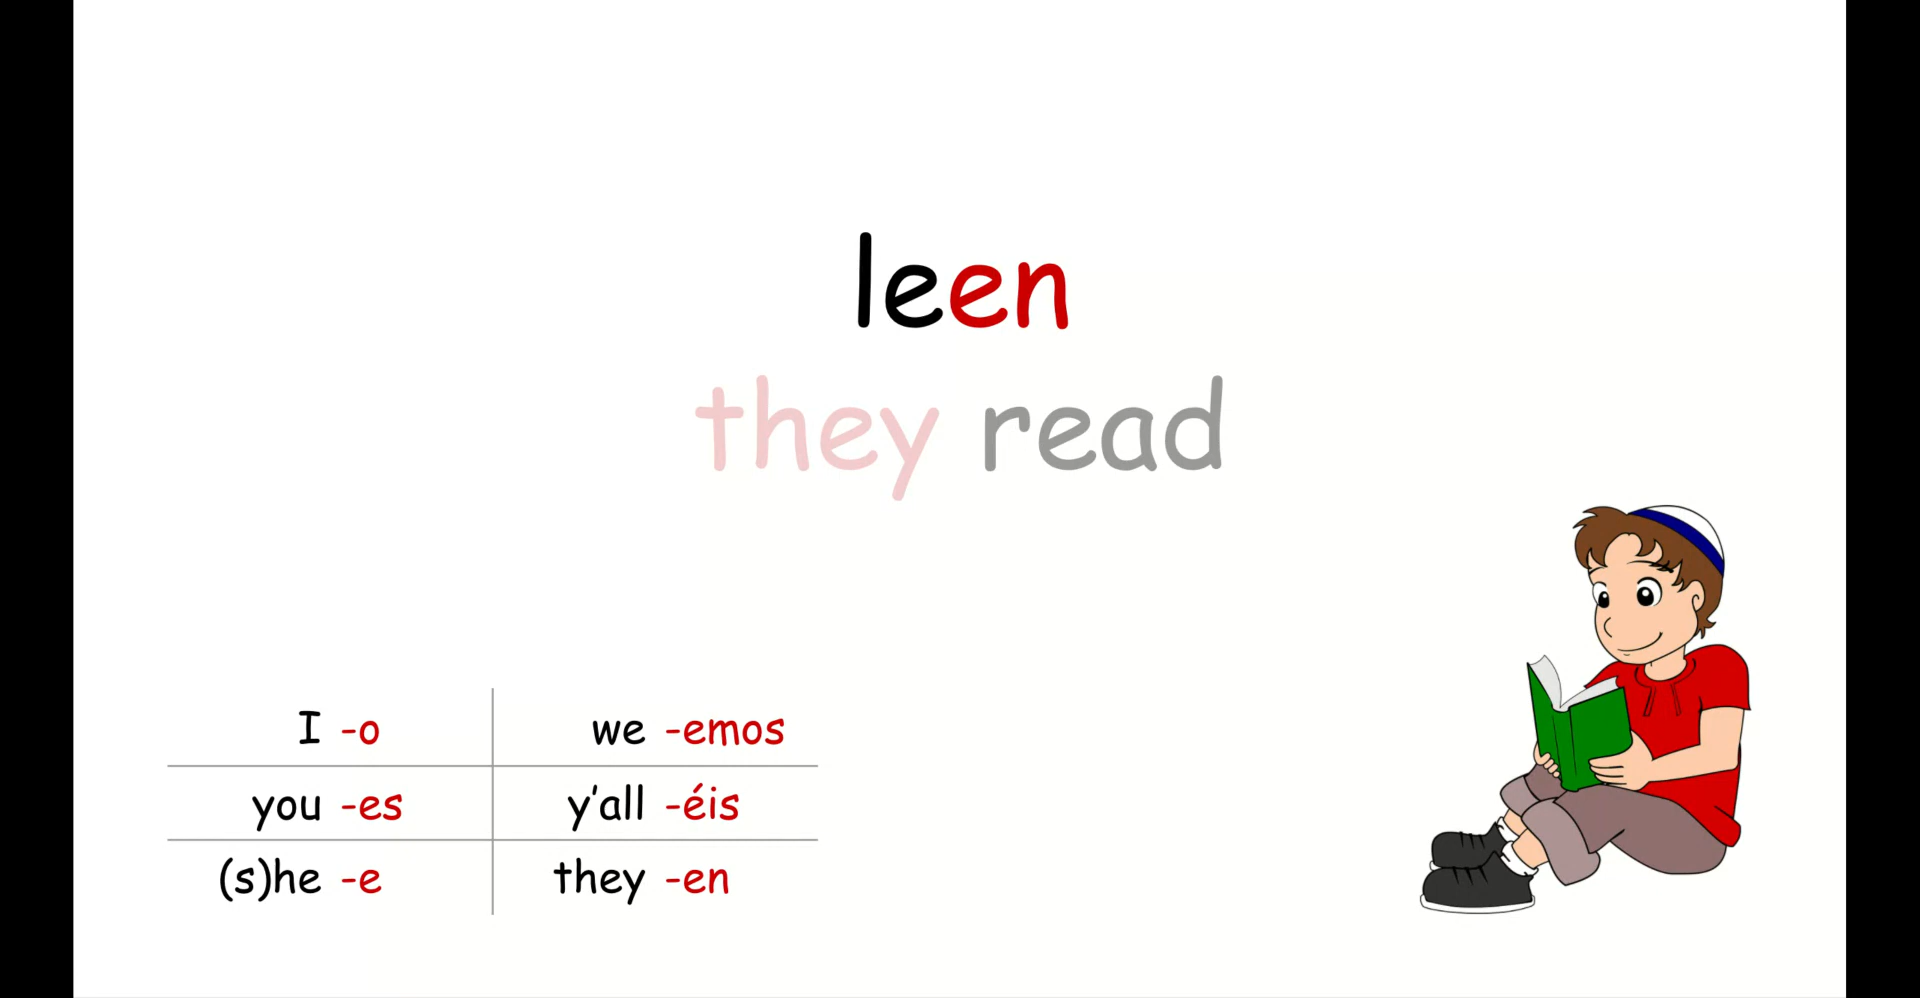 leen
they read
I -o we -emos
you -es y'all -éis
(s)he -e they -en